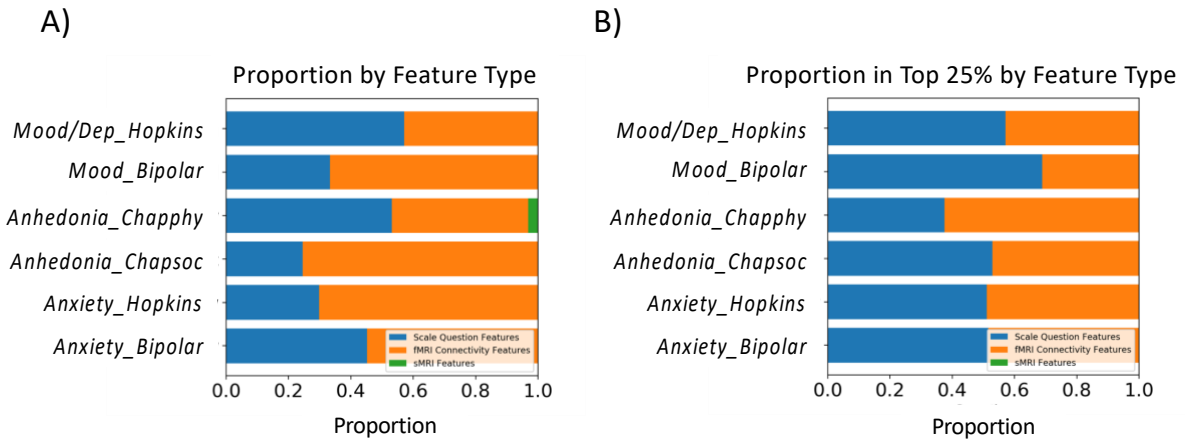 A)
Proportion by Feature Type
Mood/Dep_Hopkins
Mood_Bipolar
Anhedonia_Chapphy
Anhedonia_Chapsoc
Anxiety_Hopkins
Anxiety_Bipolar
Scale Question Features
fMRI Connectivity Features
sMRI Features
0.0 0.2 0.4 0.6 0.8 1.0
Proportion
B)
Proportion in Top 25% by Feature Type
Mood/Dep_Hopkins
Mood_Bipolar
Anhedonia_Chapphy
Anhedonia_Chapsoc
Anxiety_Hopkins
Anxiety_Bipolar
Scale Question Features
fMRI Connectivity Features
sMRI Features
0.0 0.2 0.4 0.6 0.8 1.0
Proportion